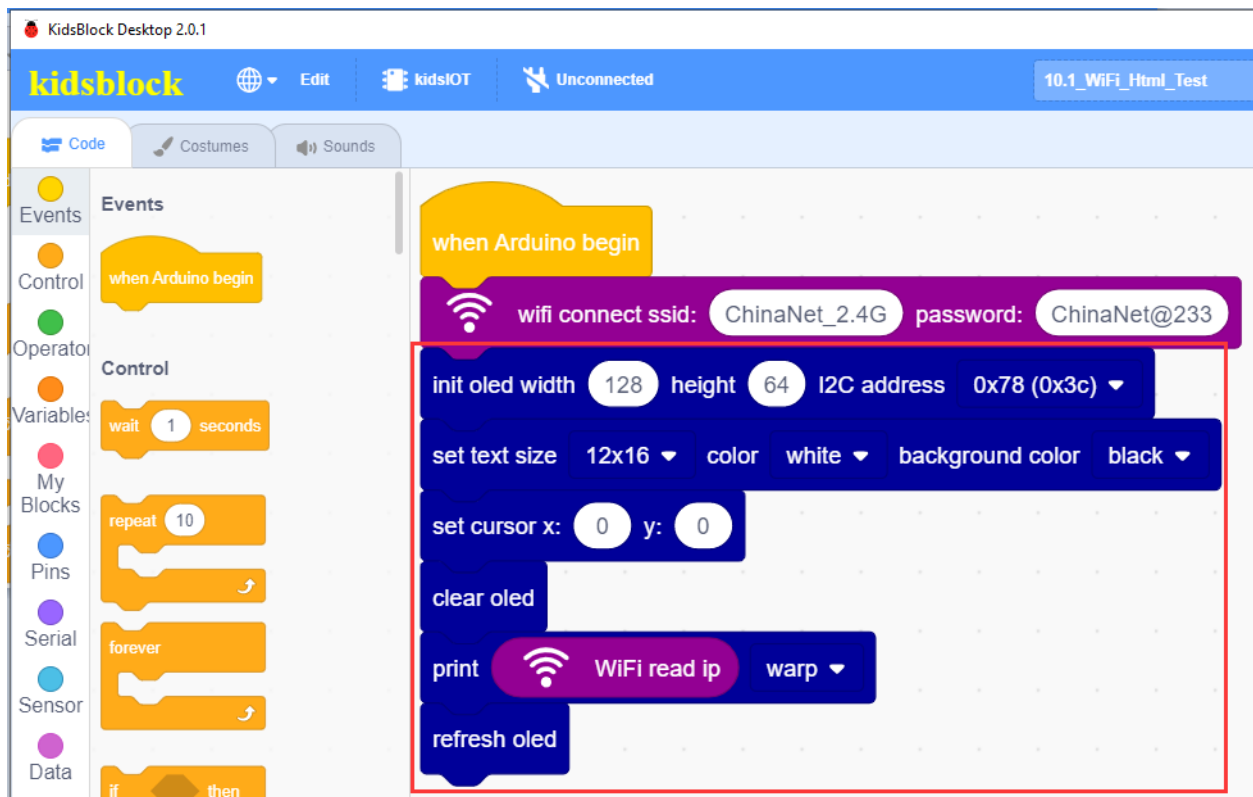 KidsBlock Desktop 2.0.1
kidsblock Edit kidsIOT Unconnected 10.1_WiFi_Html_Test
Code Costumes Sounds
Events
Control
Operator
Variables
My
Blocks
Pins
Serial
Sensor
Data
Events
when Arduino begin
Control
wait 1 seconds
repeat 10
forever
if then
when Arduino begin
wifi connect ssid: ChinaNet_2.4G password: ChinaNet@233
init oled width 128 height 64 I2C address 0x78 (0x3c)
set text size 12x16 color white background color black
set cursor x: 0 y: 0
clear oled
print WiFi read ip warp
refresh oled